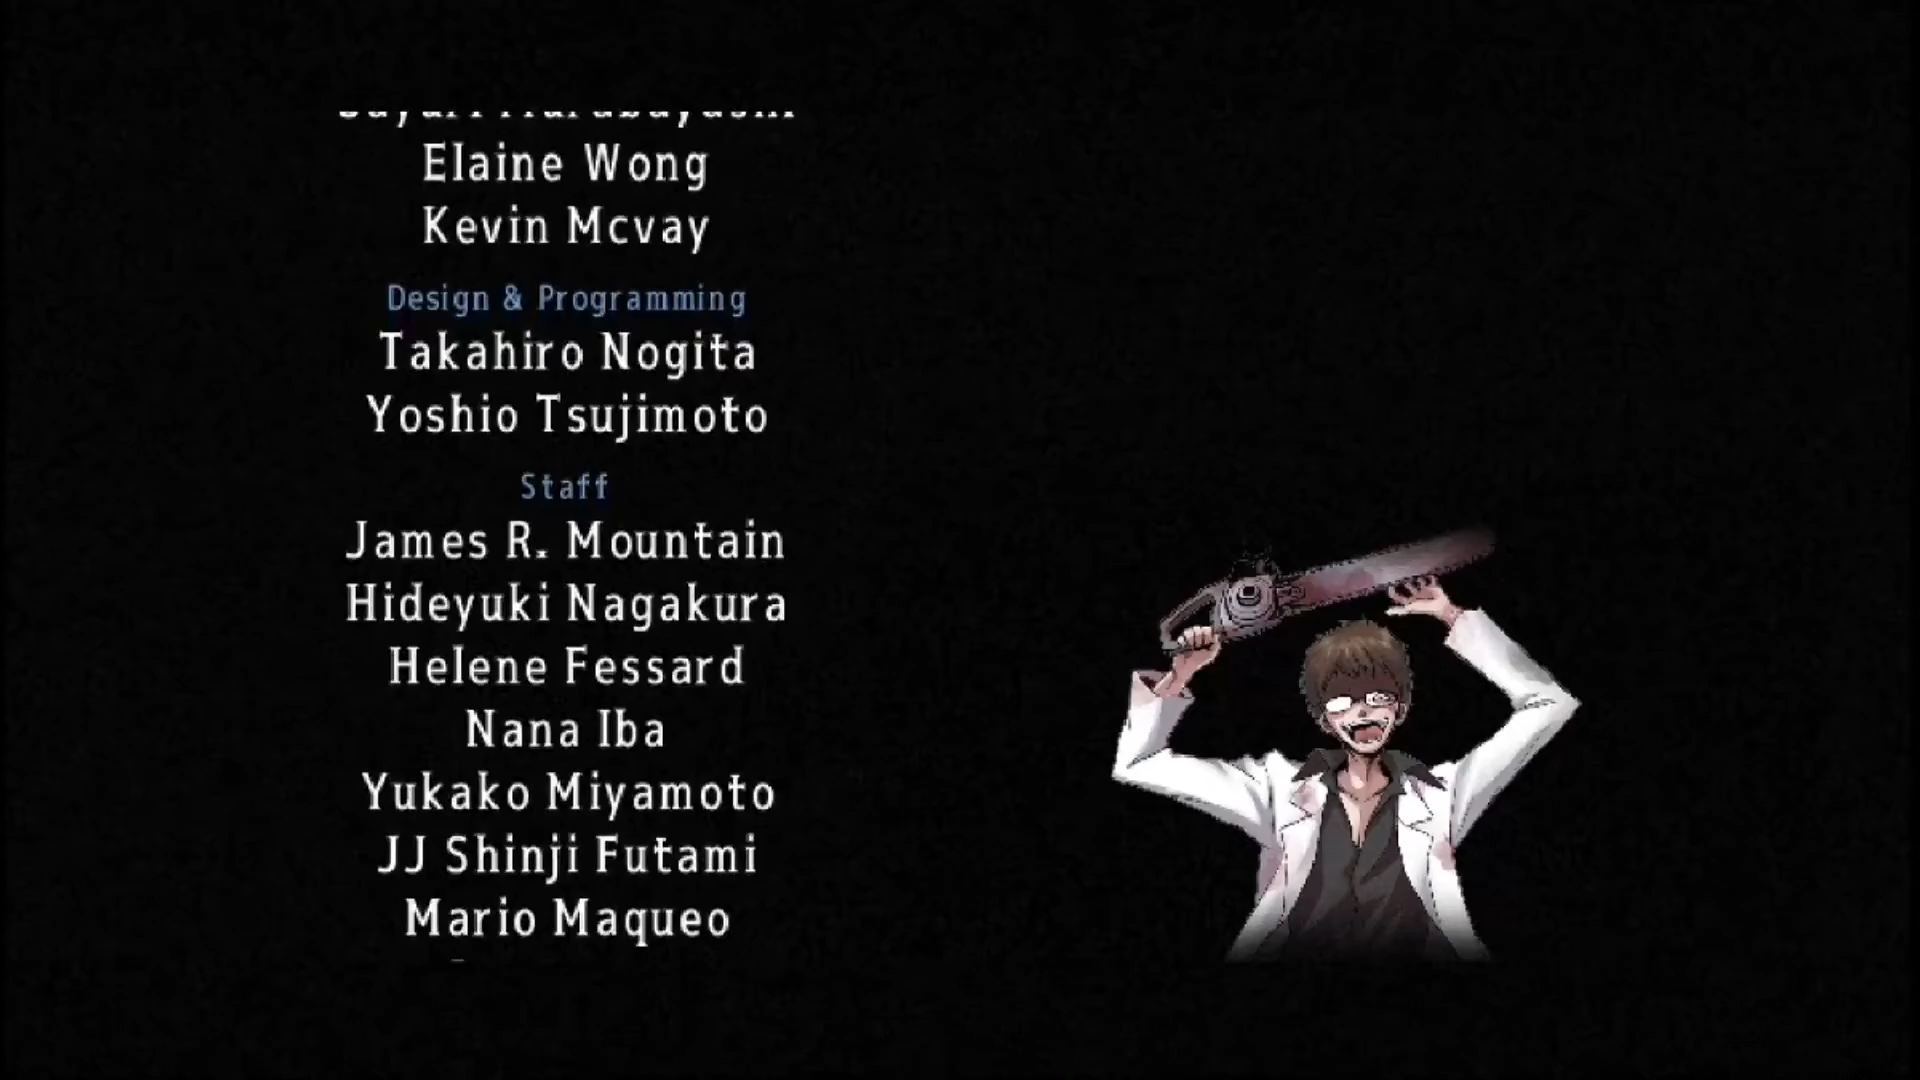 Elaine Wong
Kevin Mcvay
Design & Programming
Takahiro Nogita
Yoshio Tsujimoto
Staff
James R. Mountain
Hideyuki Nagakura
Helene Fessard
Nana Iba
Yukako Miyamoto
JJ Shinji Futami
Mario Maqueo